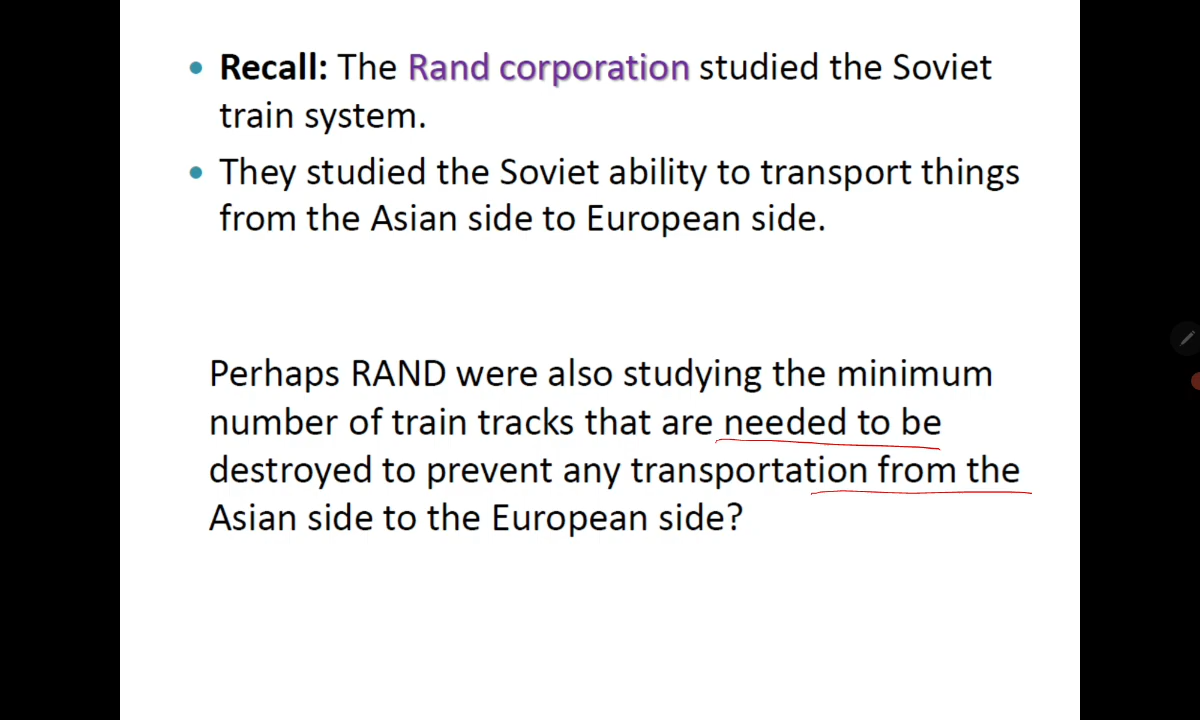 • Recall: The Rand corporation studied the Soviet
train system.
• They studied the Soviet ability to transport things
from the Asian side to European side.
Perhaps RAND were also studying the minimum
number of train tracks that are needed to be
destroyed to prevent any transportation from the
Asian side to the European side?